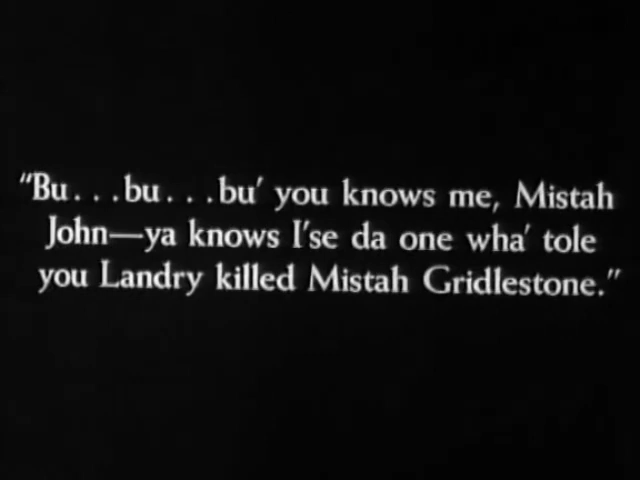 "Bu. . .bu. . .bu' you knows me, Mistah
John—ya knows I'se da one wha' tole
you Landry killed Mistah Gridlestone."